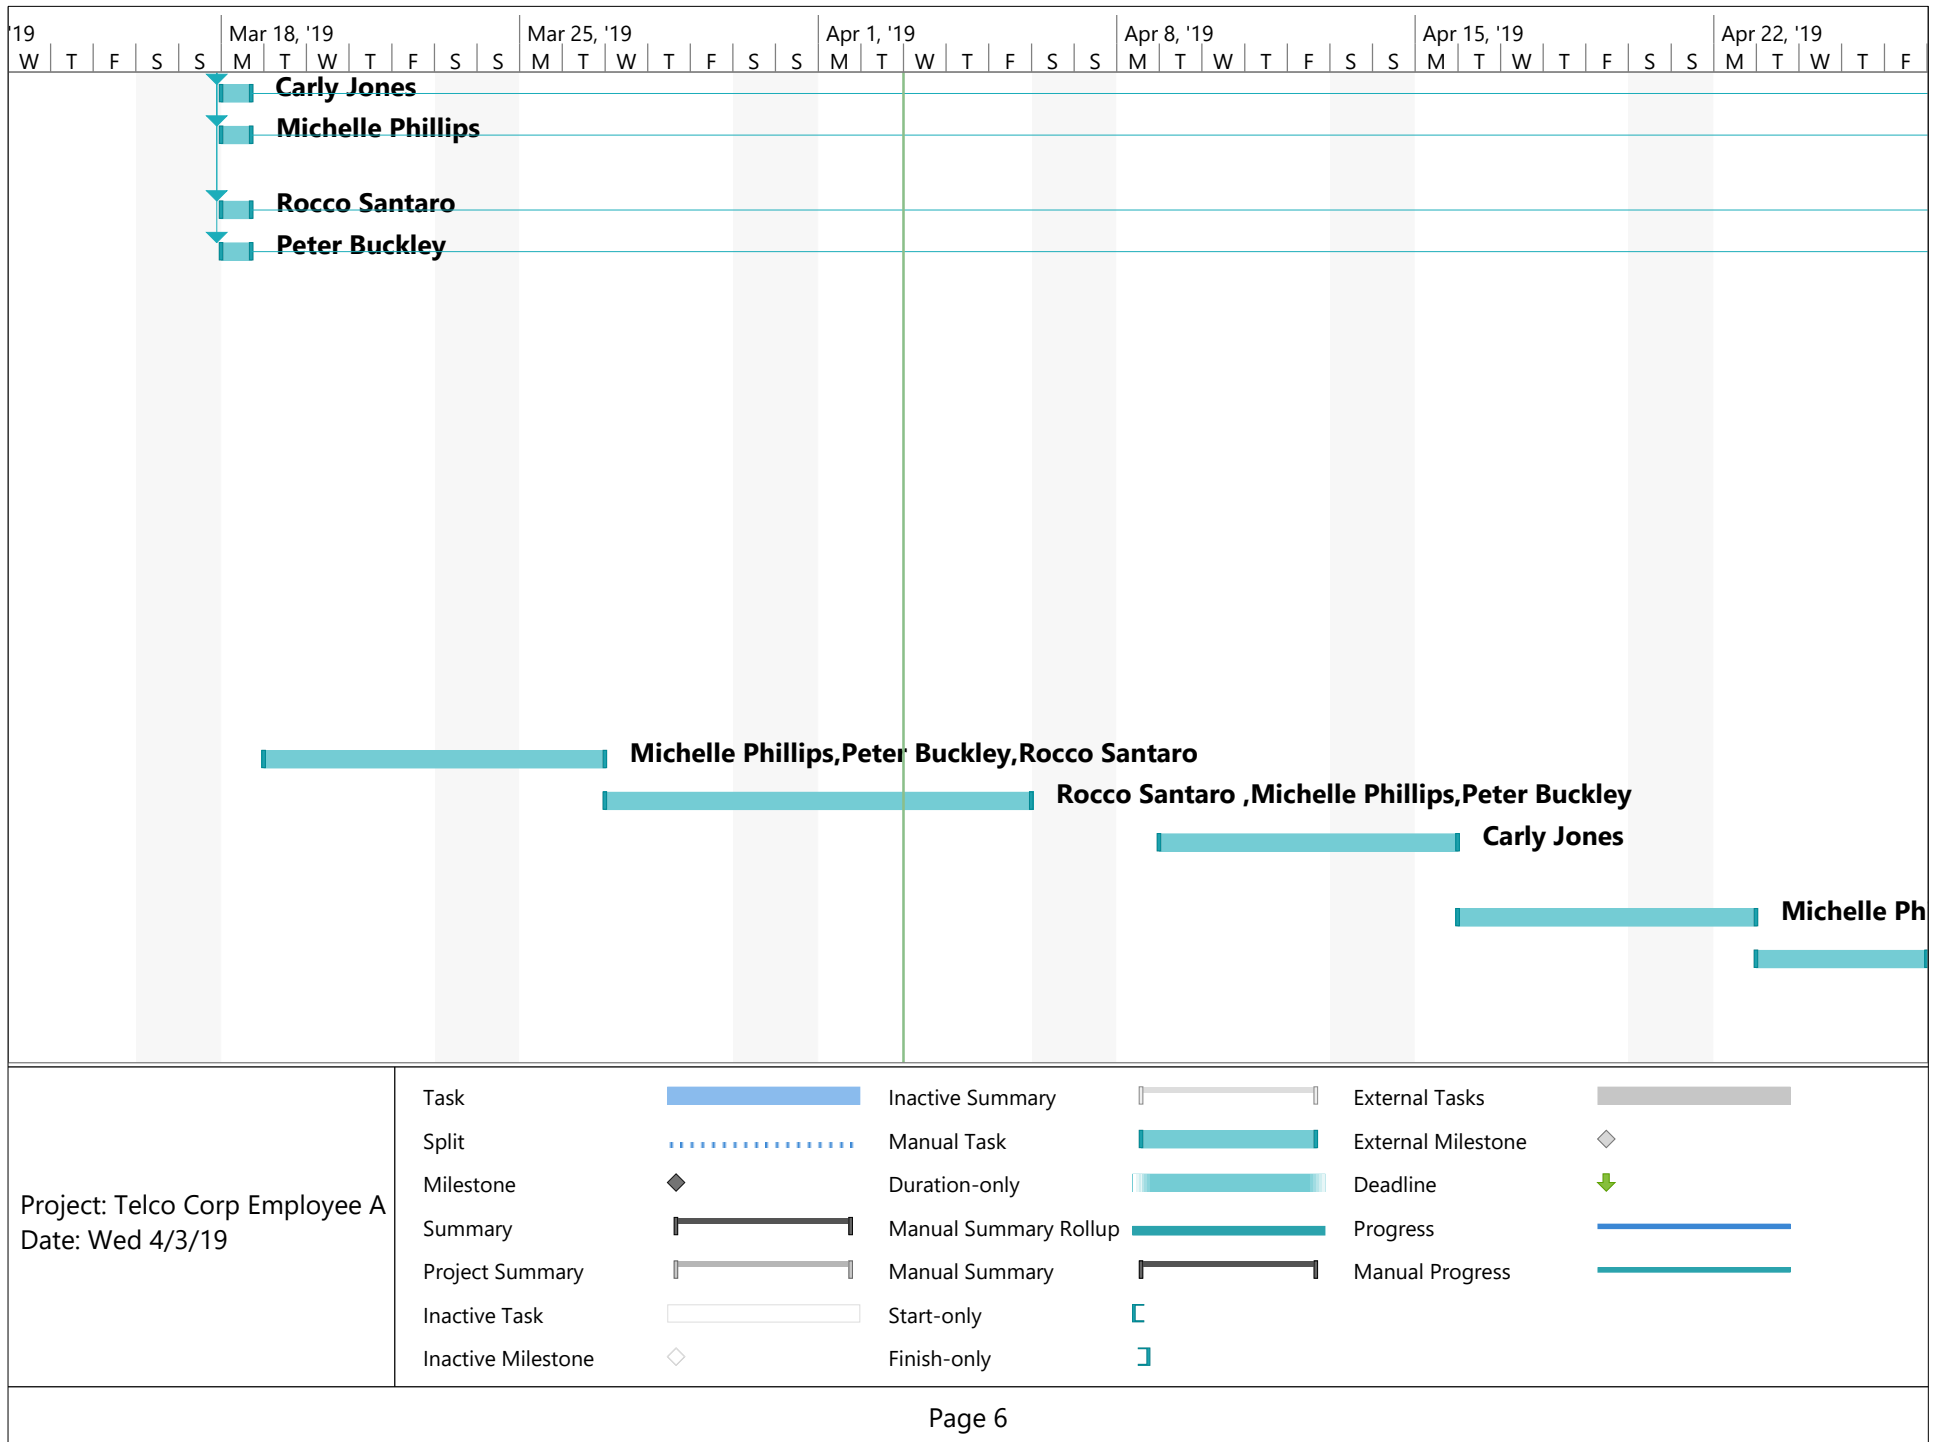 '19 Mar 18, '19 Mar 25, '19 Apr 1, '19 Apr 8, '19 Apr 15, '19 Apr 22, '19
W T F S S M T W T F S S M T W T F S S M T W T F S S M T W T F S S M T W T F S S M T W T F
Carly Jones
Michelle Phillips
Rocco Santaro
Peter Buckley
Michelle Phillips,Peter Buckley,Rocco Santaro
Rocco Santaro ,Michelle Phillips,Peter Buckley
Carly Jones
Michelle Ph
Project: Telco Corp Employee A
Date: Wed 4/3/19
Task
Split
Milestone
Summary
Project Summary
Inactive Task
Inactive Milestone
Inactive Summary
Manual Task
Duration-only
Manual Summary Rollup
Manual Summary
Start-only
Finish-only
External Tasks
External Milestone
Deadline
Progress
Manual Progress
Page 6